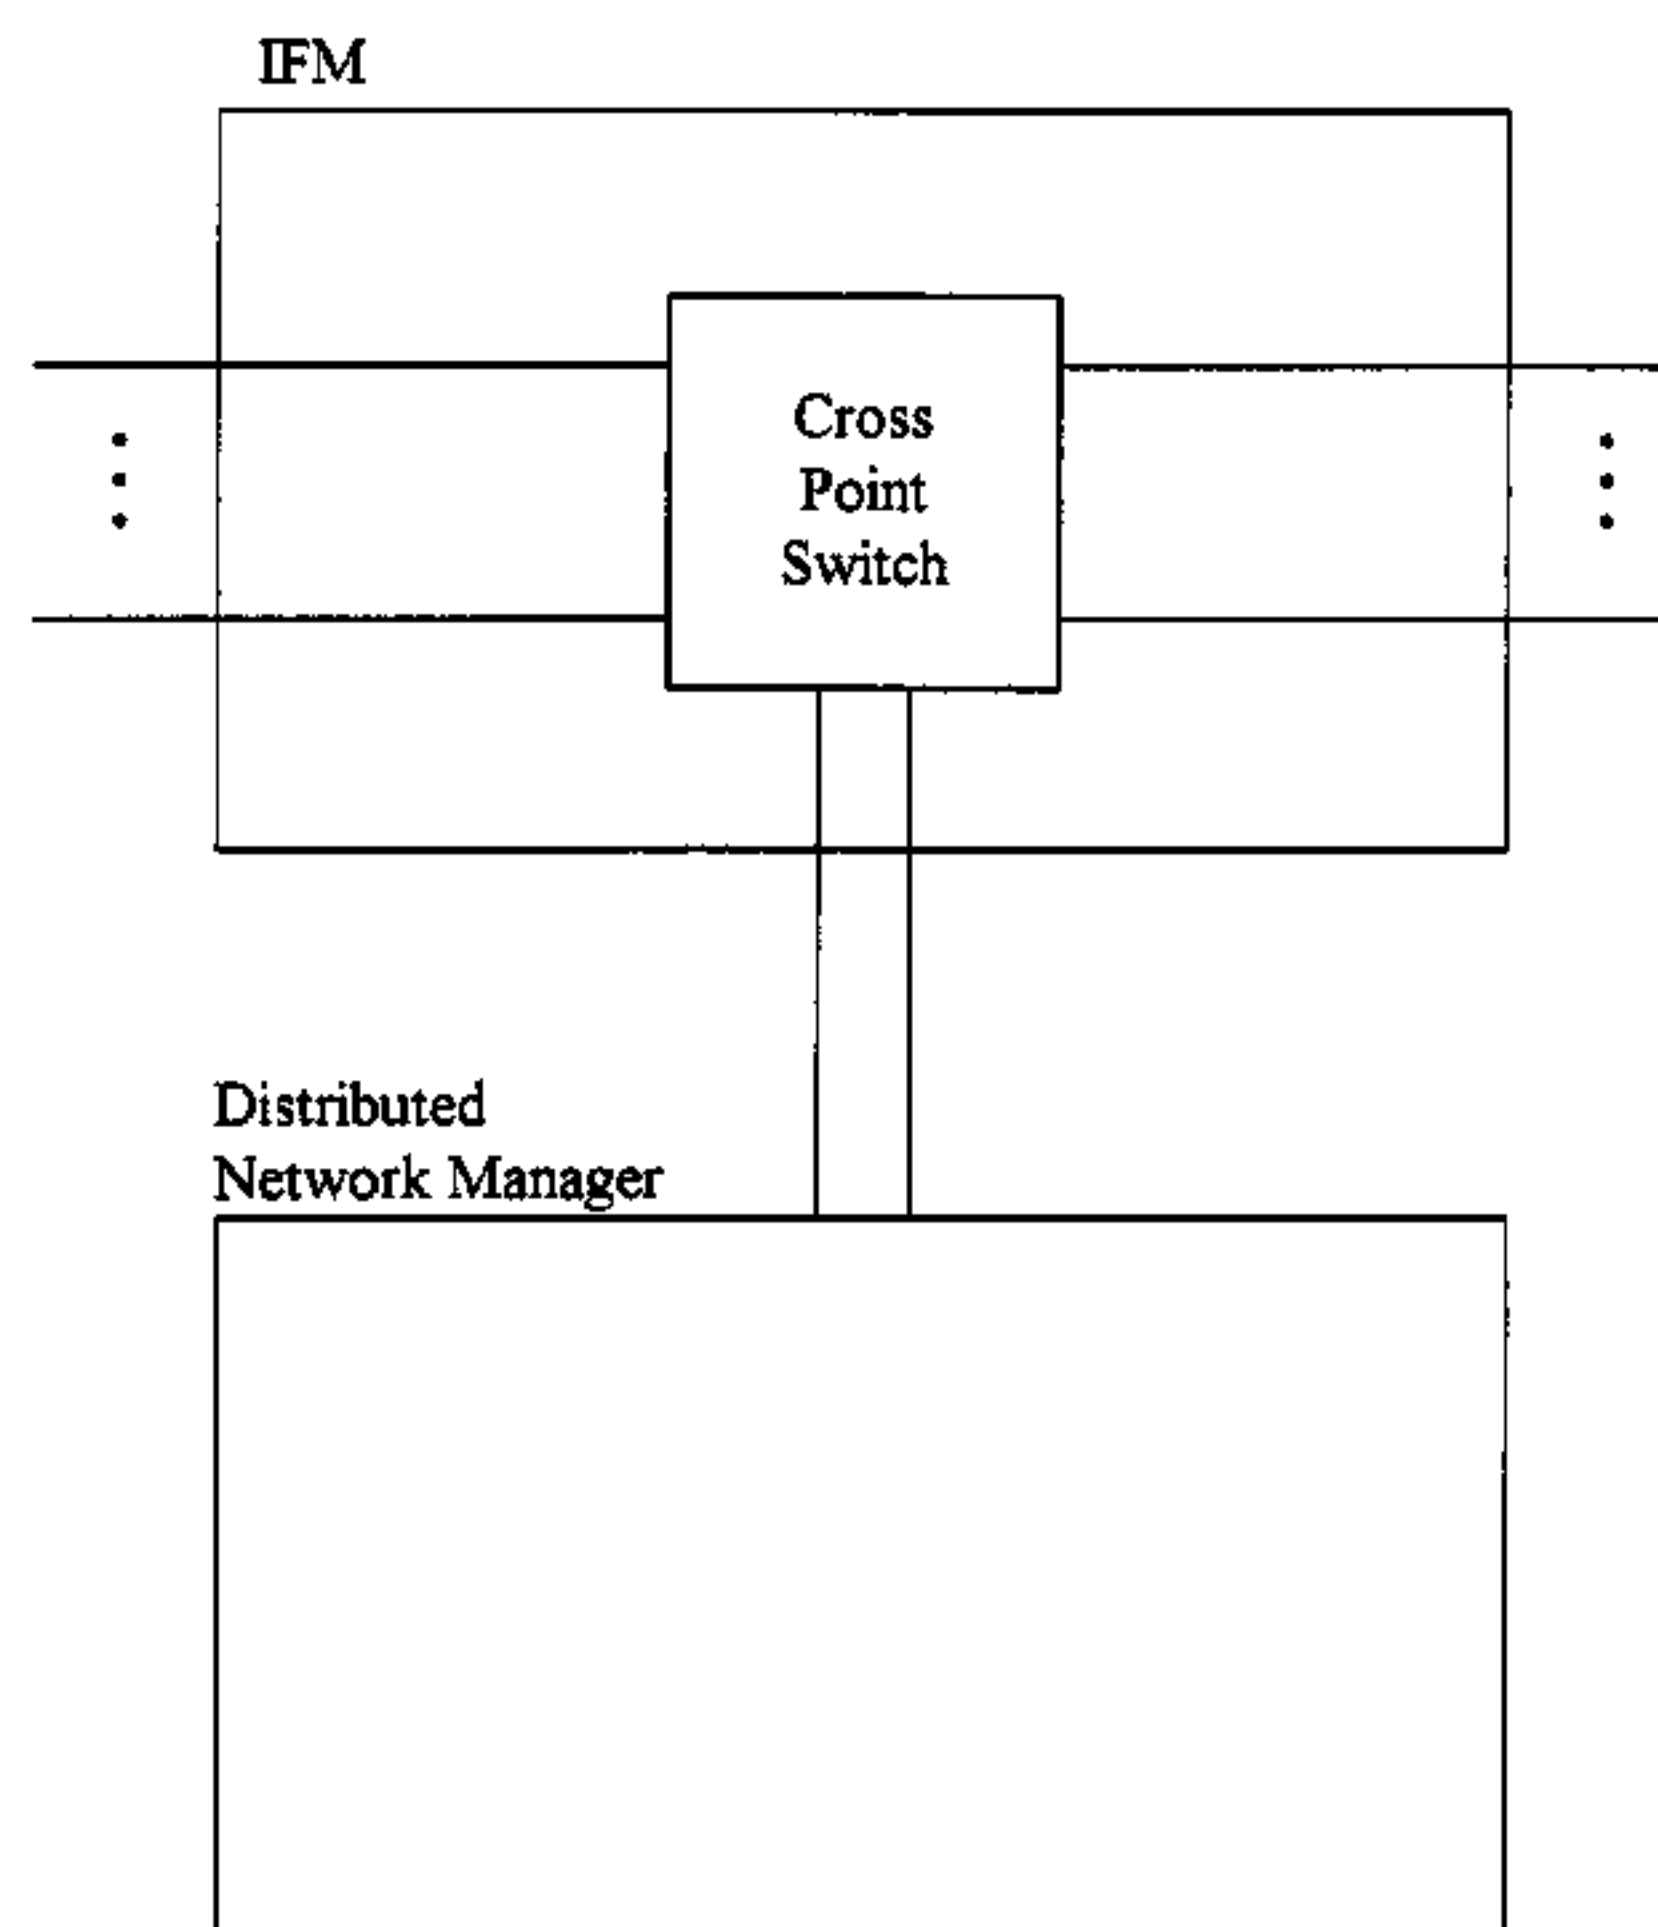 IFM
Cross
Point
Switch
Distributed
Network Manager